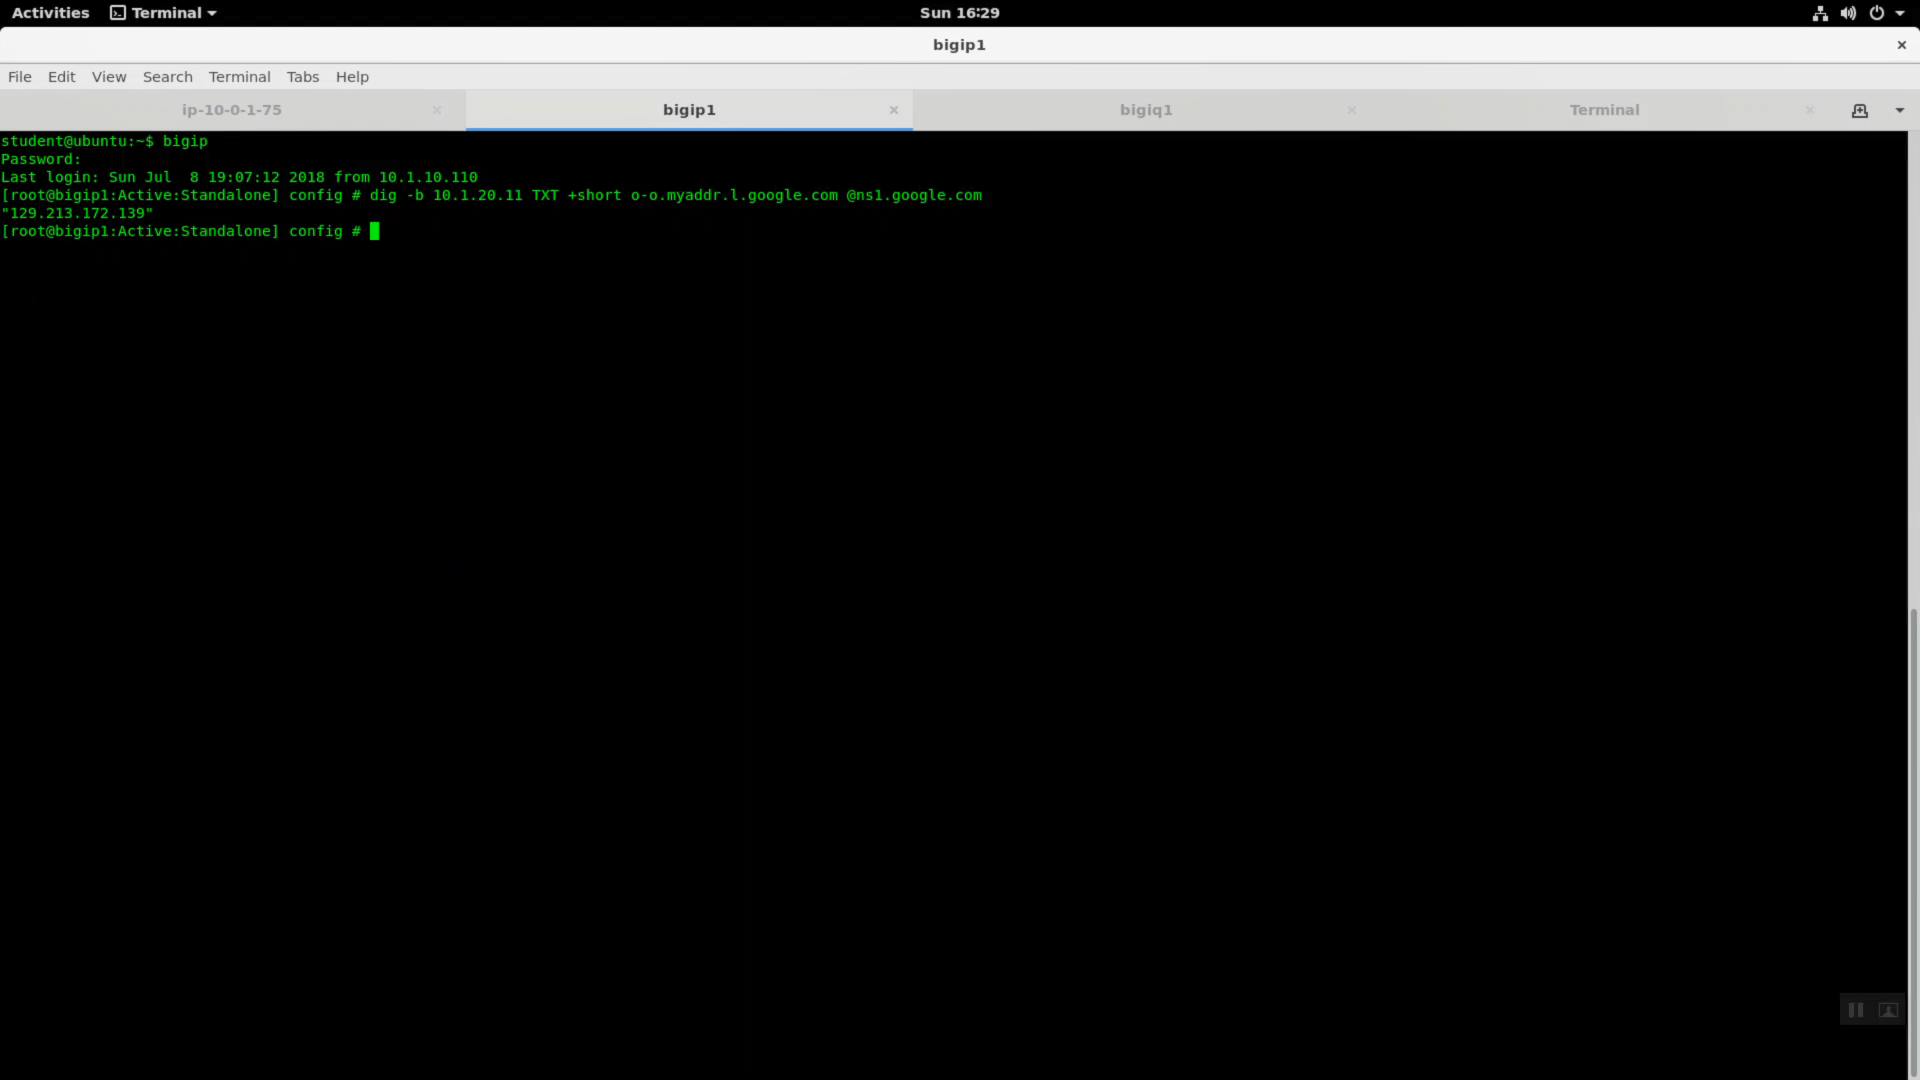 Activities Terminal Sun 16:29
bigip1
File Edit View Search Terminal Tabs Help
ip-10-0-1-75 bigip1 bigiq1 Terminal
student@ubuntu:~$ bigip
Password:
Last login: Sun Jul  8 19:07:12 2018 from 10.1.10.110
[root@bigip1:Active:Standalone] config # dig -b 10.1.20.11 TXT +short o-o.myaddr.l.google.com @ns1.google.com
"129.213.172.139"
[root@bigip1:Active:Standalone] config #